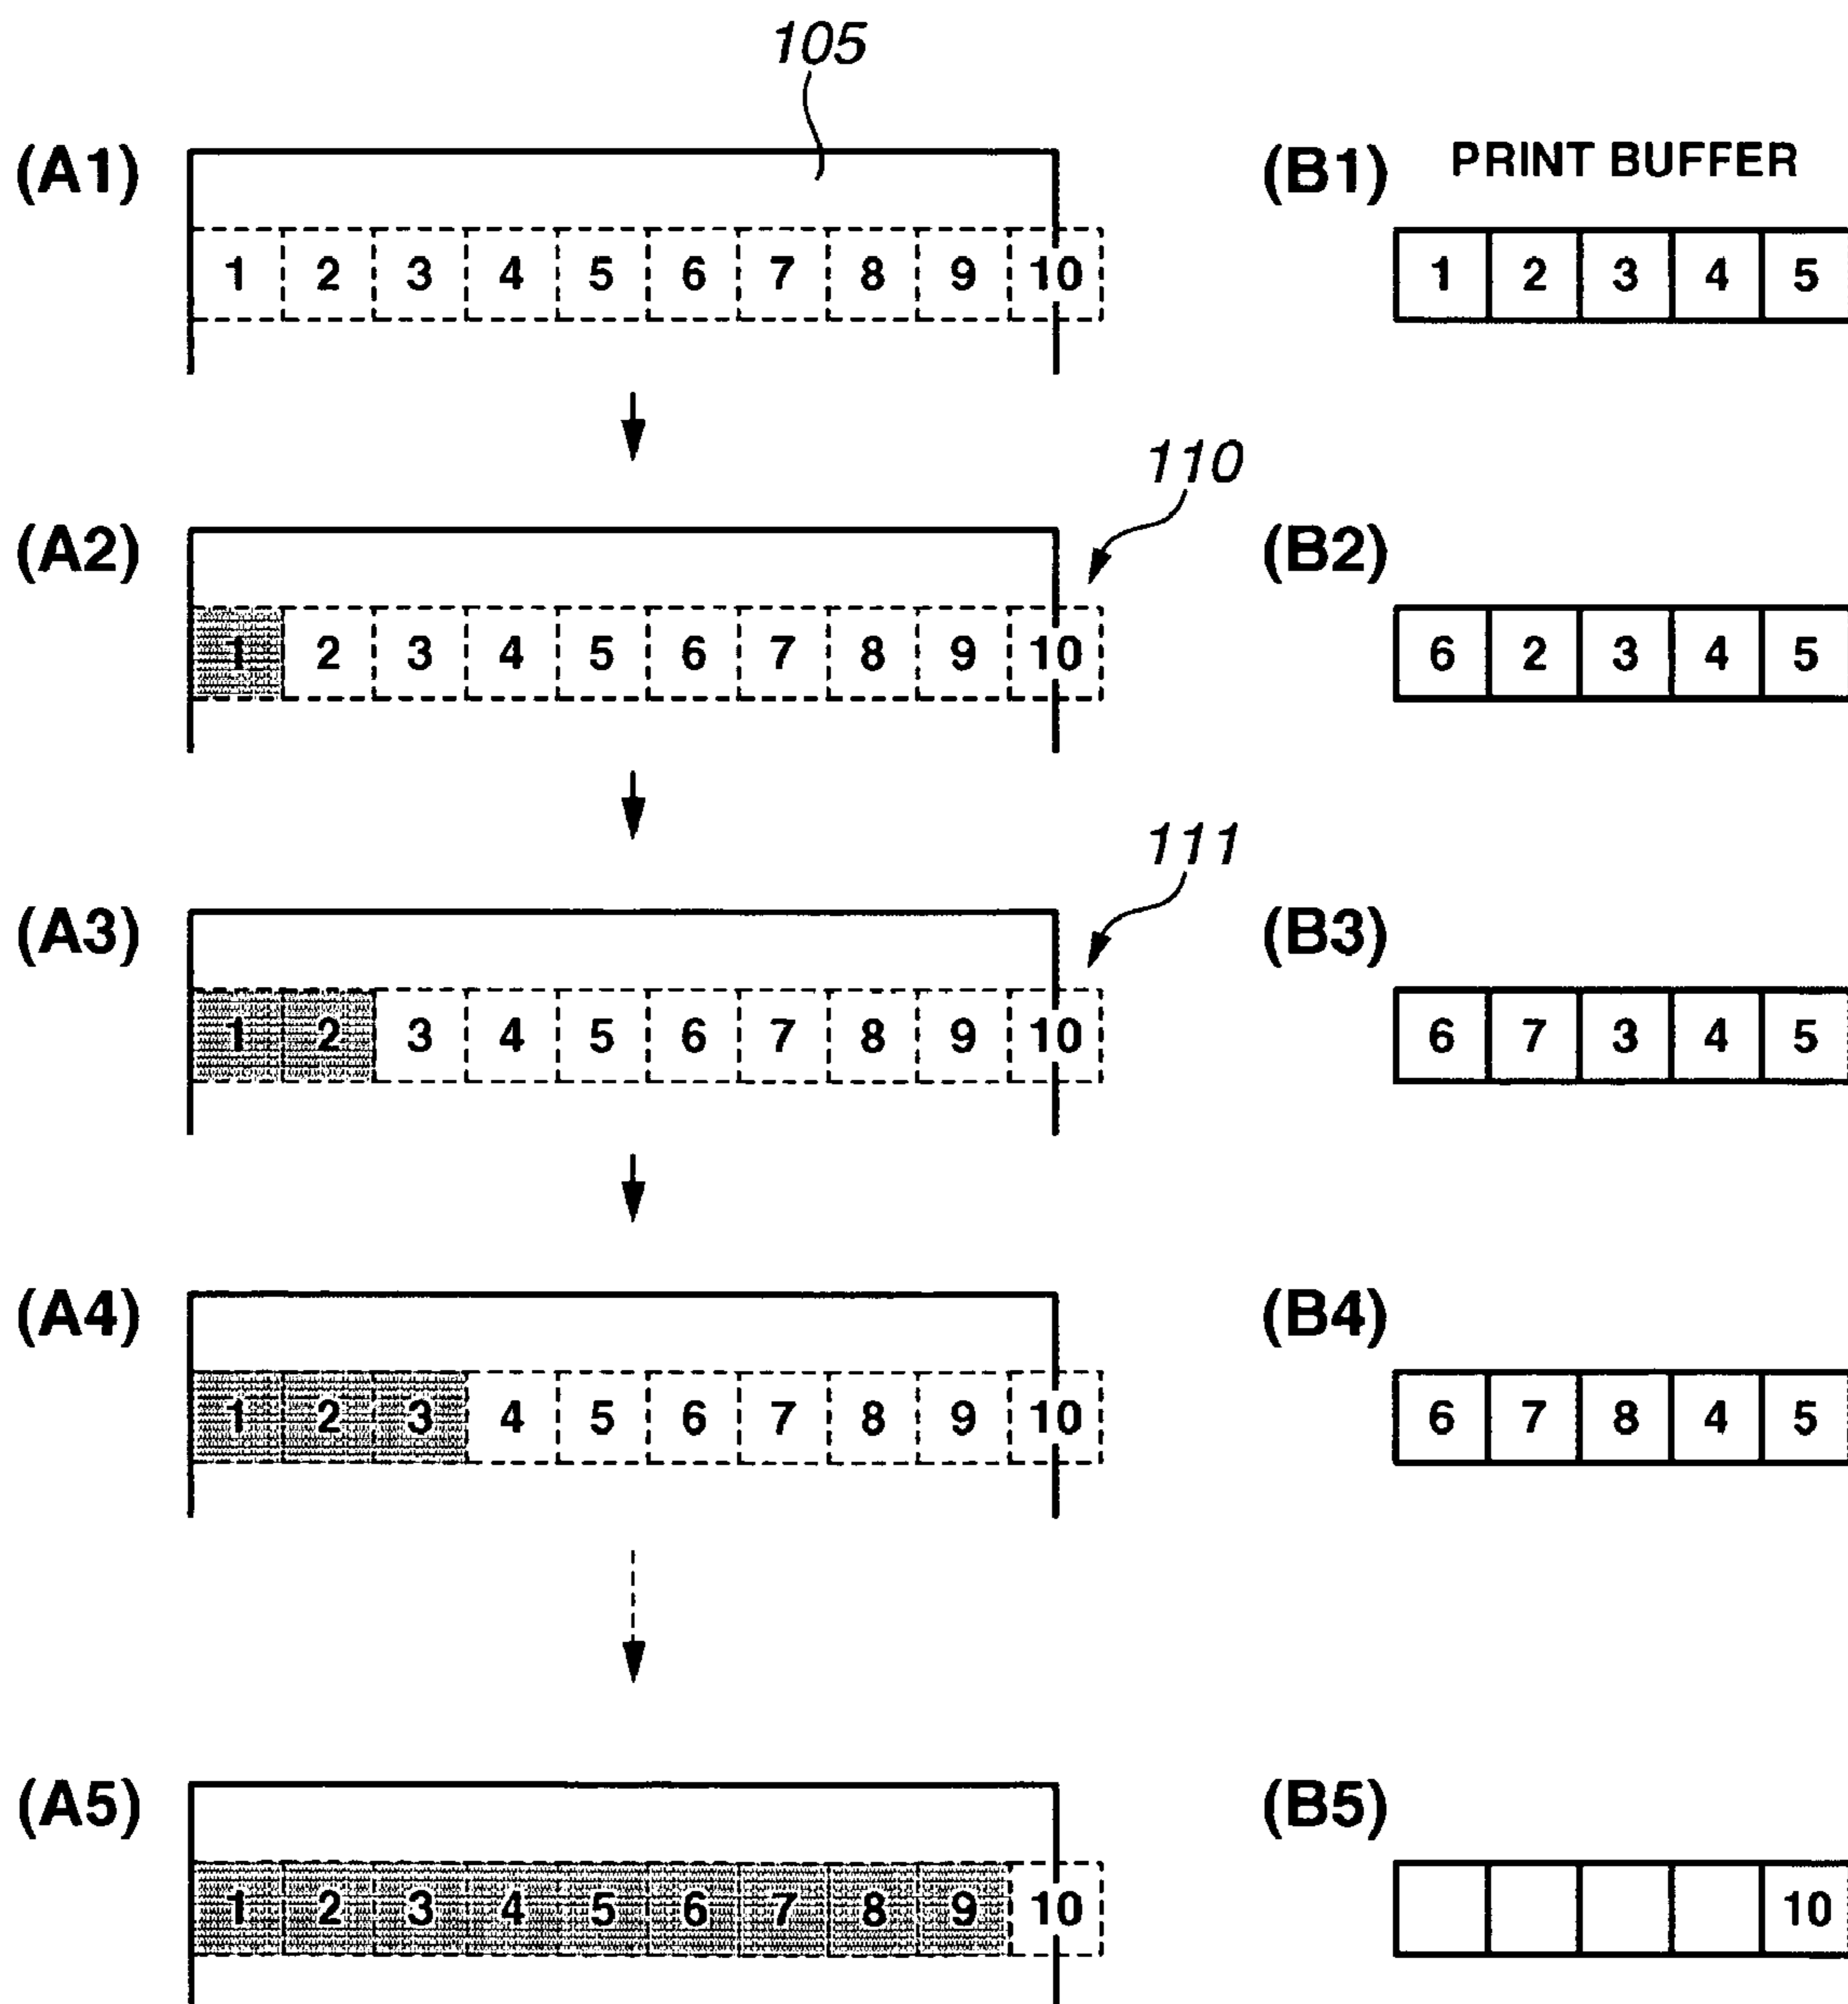 105
(A1) (B1) PRINT BUFFER
1 2 3 4 5 6 7 8 9 10 1 2 3 4 5
110
(A2) (B2)
1 2 3 4 5 6 7 8 9 10 6 2 3 4 5
111
(A3) (B3)
1 2 3 4 5 6 7 8 9 10 6 7 3 4 5
(A4) (B4)
1 2 3 4 5 6 7 8 9 10 6 7 8 4 5
(A5) (B5)
1 2 3 4 5 6 7 8 9 10 10